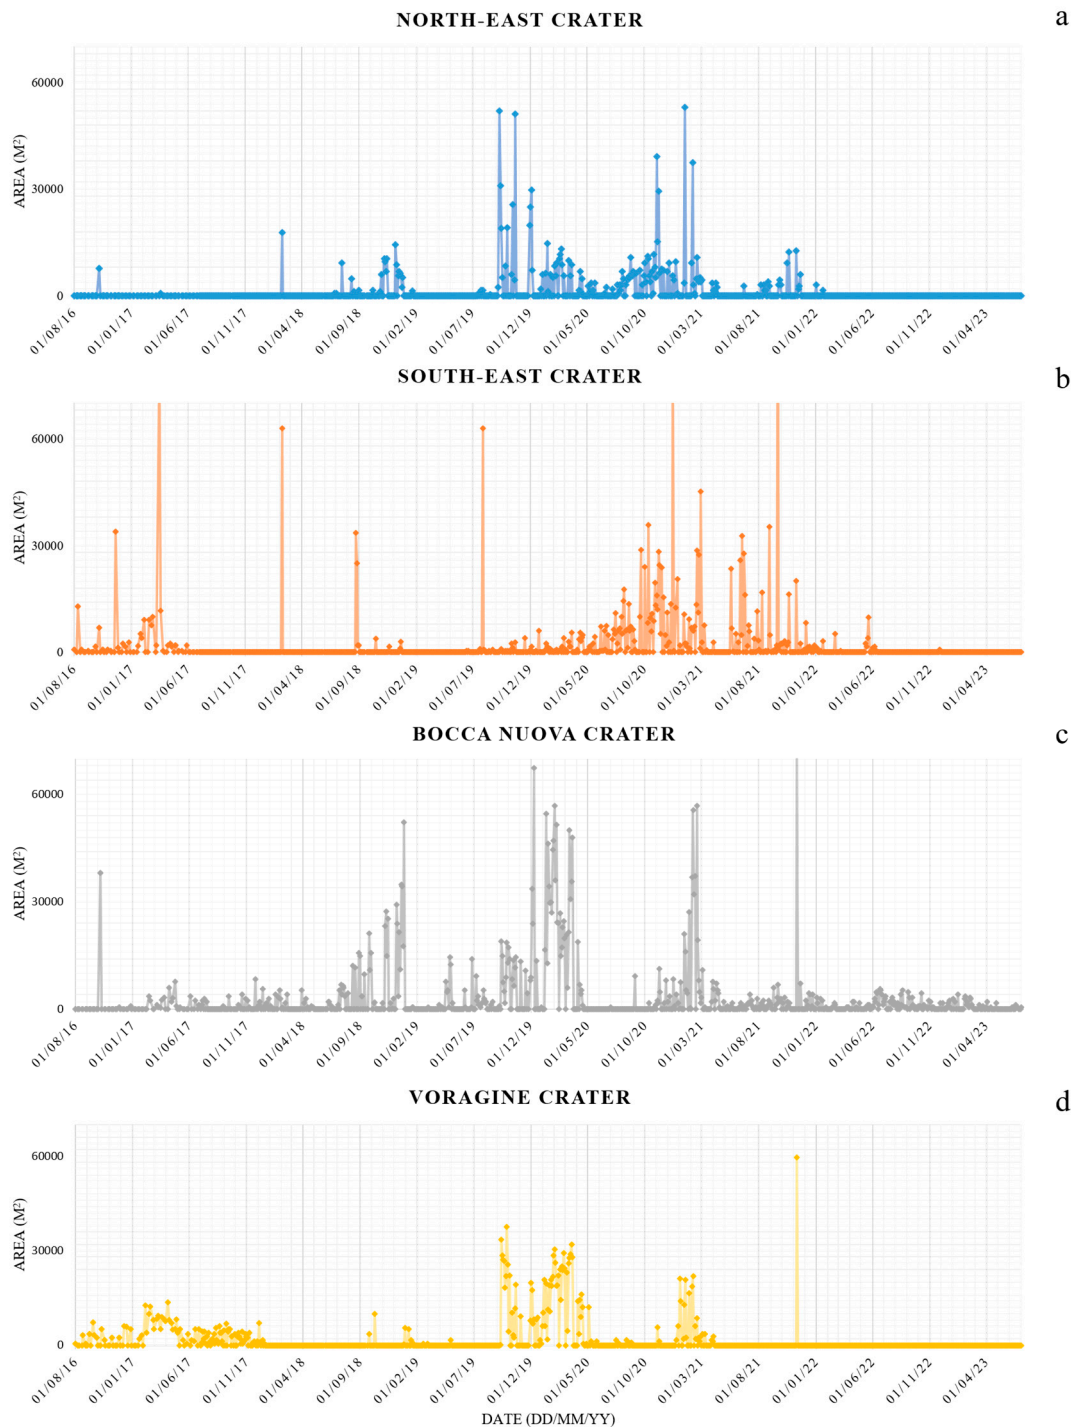 NORTH-EAST CRATER
a
60000
30000
0
AREA (M²)
01/08/16 01/01/17 01/06/17 01/11/17 01/04/18 01/09/18 01/02/19 01/07/19 01/12/19 01/05/20 01/10/20 01/03/21 01/08/21 01/01/22 01/06/22 01/11/22 01/04/23
SOUTH-EAST CRATER
b
60000
30000
0
AREA (M²)
01/08/16 01/01/17 01/06/17 01/11/17 01/04/18 01/09/18 01/02/19 01/07/19 01/12/19 01/05/20 01/10/20 01/03/21 01/08/21 01/01/22 01/06/22 01/11/22 01/04/23
BOCCA NUOVA CRATER
c
60000
30000
0
AREA (M²)
01/08/16 01/01/17 01/06/17 01/11/17 01/04/18 01/09/18 01/02/19 01/07/19 01/12/19 01/05/20 01/10/20 01/03/21 01/08/21 01/01/22 01/06/22 01/11/22 01/04/23
VORAGINE CRATER
d
60000
30000
0
AREA (M²)
01/08/16 01/01/17 01/06/17 01/11/17 01/04/18 01/09/18 01/02/19 01/07/19 01/12/19 01/05/20 01/10/20 01/03/21 01/08/21 01/01/22 01/06/22 01/11/22 01/04/23
DATE (DD/MM/YY)